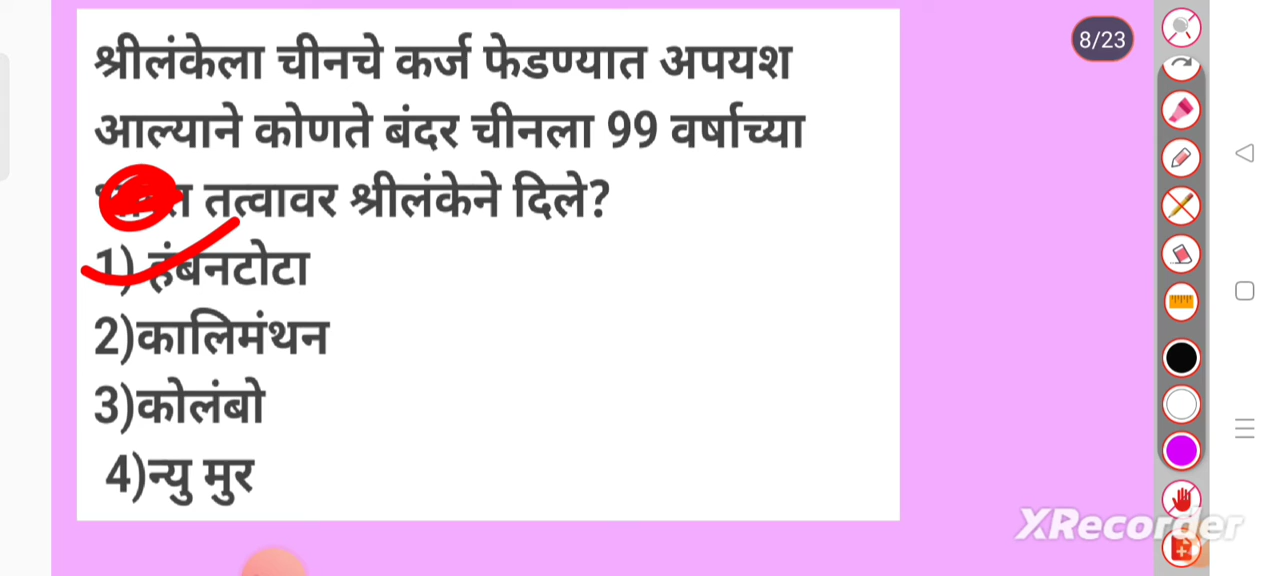 श्रीलंकेला चीनचे कर्ज फेडण्यात अपयश
8/23
आल्याने कोणते बंदर चीनला 99 वर्षाच्या
तत्वावर श्रीलंकेने दिले?
1) हंबनटोटा
2)कालिमंथन
3)कोलंबो
4)न्यु मुर
XRecorder